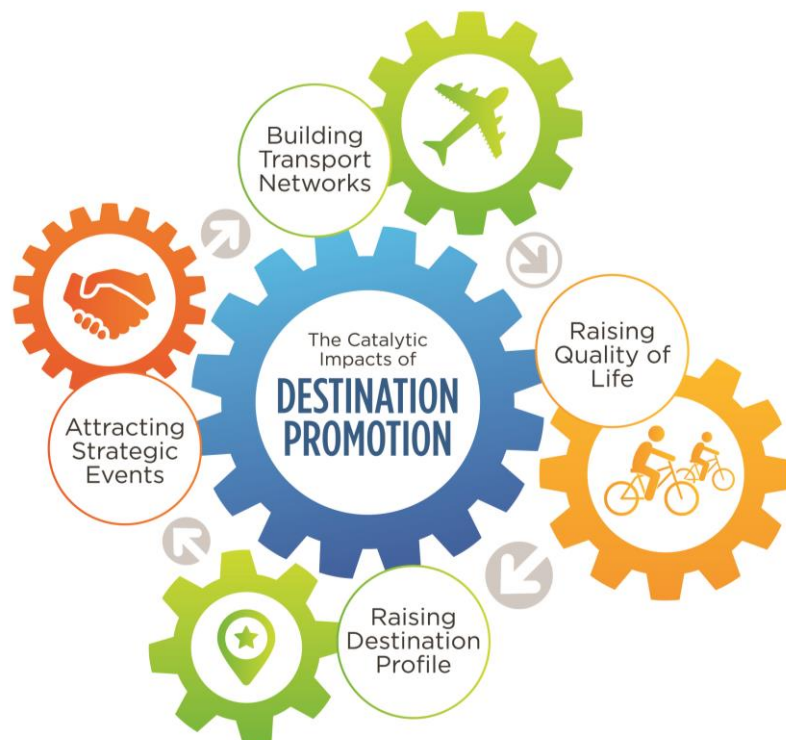 Building
Transport
Networks
The Catalytic
Impacts of
DESTINATION
PROMOTION
Raising
Quality of
Life
Attracting
Strategic
Events
Raising
Destination
Profile